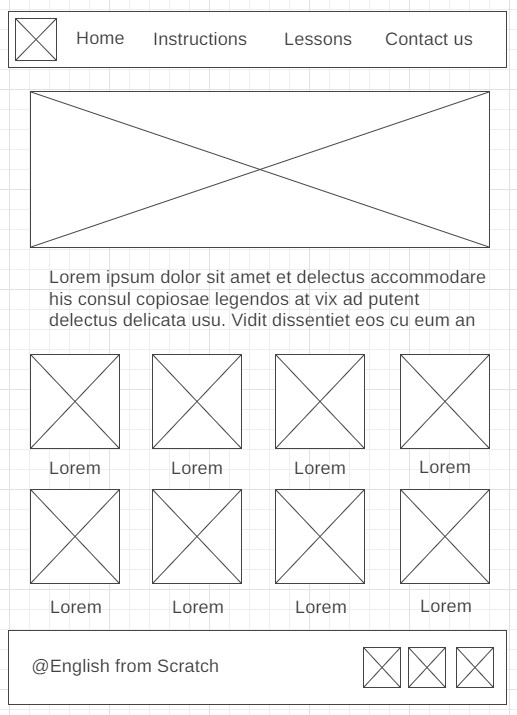 Home Instructions Lessons Contact us
Lorem ipsum dolor sit amet et delectus accommodare
his consul copiosae legendos at vix ad putent
delectus delicata usu. Vidit dissentiet eos cu eum an
Lorem Lorem Lorem Lorem
Lorem Lorem Lorem Lorem
@English from Scratch